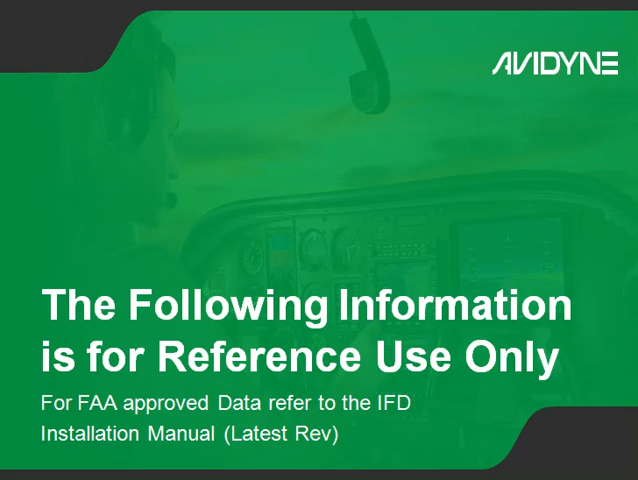 AVIDYNE
The Following Information
is for Reference Use Only
For FAA approved Data refer to the IFD
Installation Manual (Latest Rev)